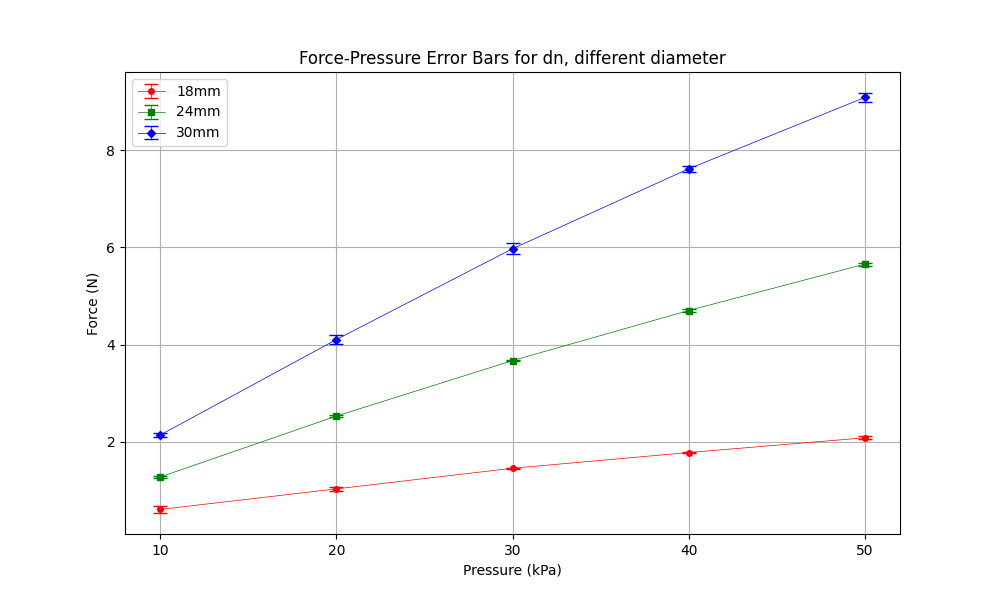 Force-Pressure Error Bars for dn, different diameter
18mm
24mm
30mm
8
6
4
2
Force (N)
10 20 30 40 50
Pressure (kPa)